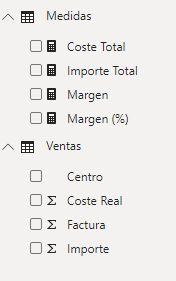 Medidas
Coste Total
Importe Total
Margen
Margen (%)
Ventas
Centro
Coste Real
Factura
Importe